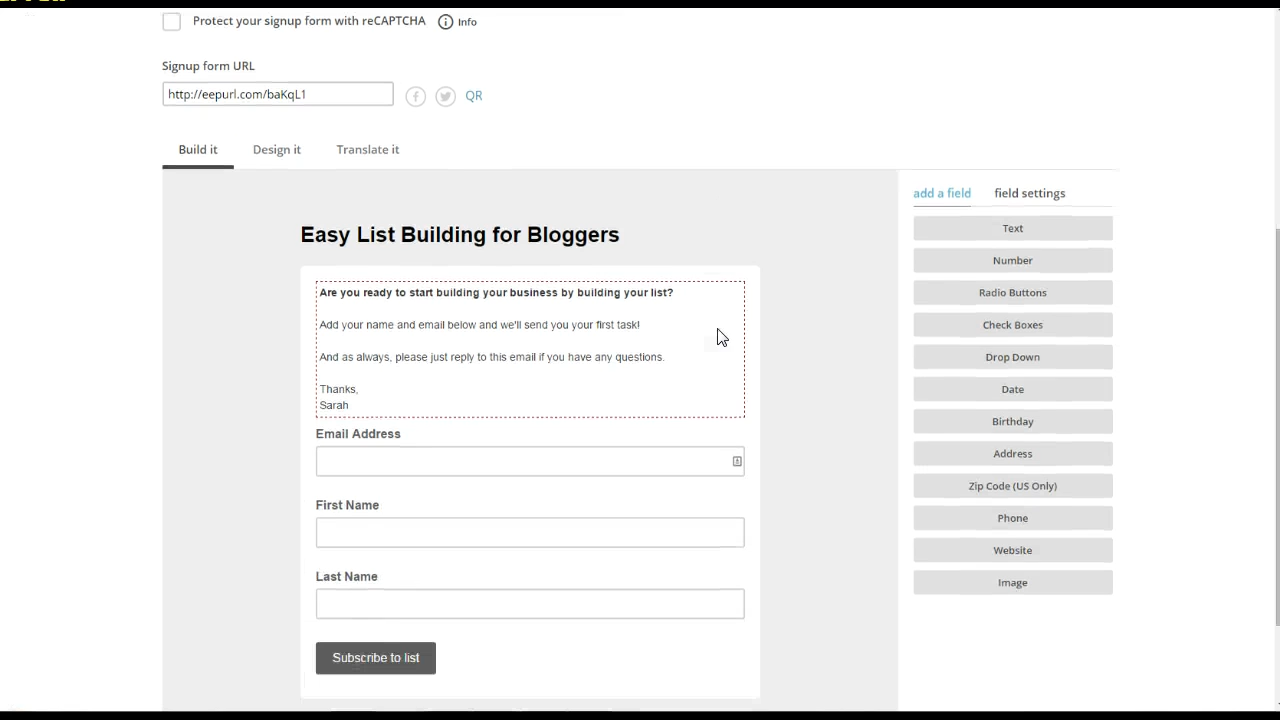 Protect your signup form with reCAPTCHA Info
Signup form URL
http://eepurl.com/baKqL1
QR
Build it Design it Translate it
add a field field settings
Easy List Building for Bloggers
Are you ready to start building your business by building your list?
Add your name and email below and we'll send you your first task!
And as always, please just reply to this email if you have any questions.
Thanks,
Sarah
Email Address
First Name
Last Name
Subscribe to list
Text
Number
Radio Buttons
Check Boxes
Drop Down
Date
Birthday
Address
Zip Code (US Only)
Phone
Website
Image